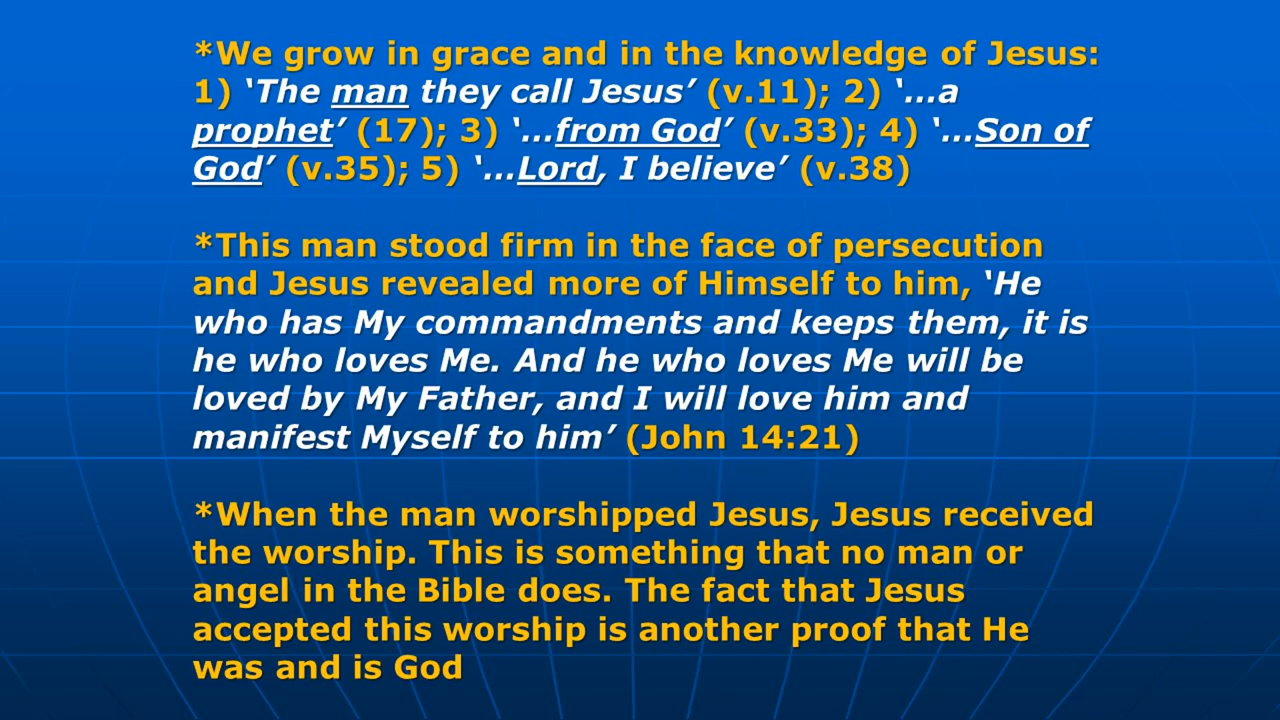 *We grow in grace and in the knowledge of Jesus:
1) ‘The man they call Jesus’ (v.11); 2) ‘…a
prophet’ (17); 3) ‘…from God’ (v.33); 4) ‘…Son of
God’ (v.35); 5) ‘…Lord, I believe’ (v.38)
*This man stood firm in the face of persecution
and Jesus revealed more of Himself to him, ‘He
who has My commandments and keeps them, it is
he who loves Me. And he who loves Me will be
loved by My Father, and I will love him and
manifest Myself to him’ (John 14:21)
*When the man worshipped Jesus, Jesus received
the worship. This is something that no man or
angel in the Bible does. The fact that Jesus
accepted this worship is another proof that He
was and is God